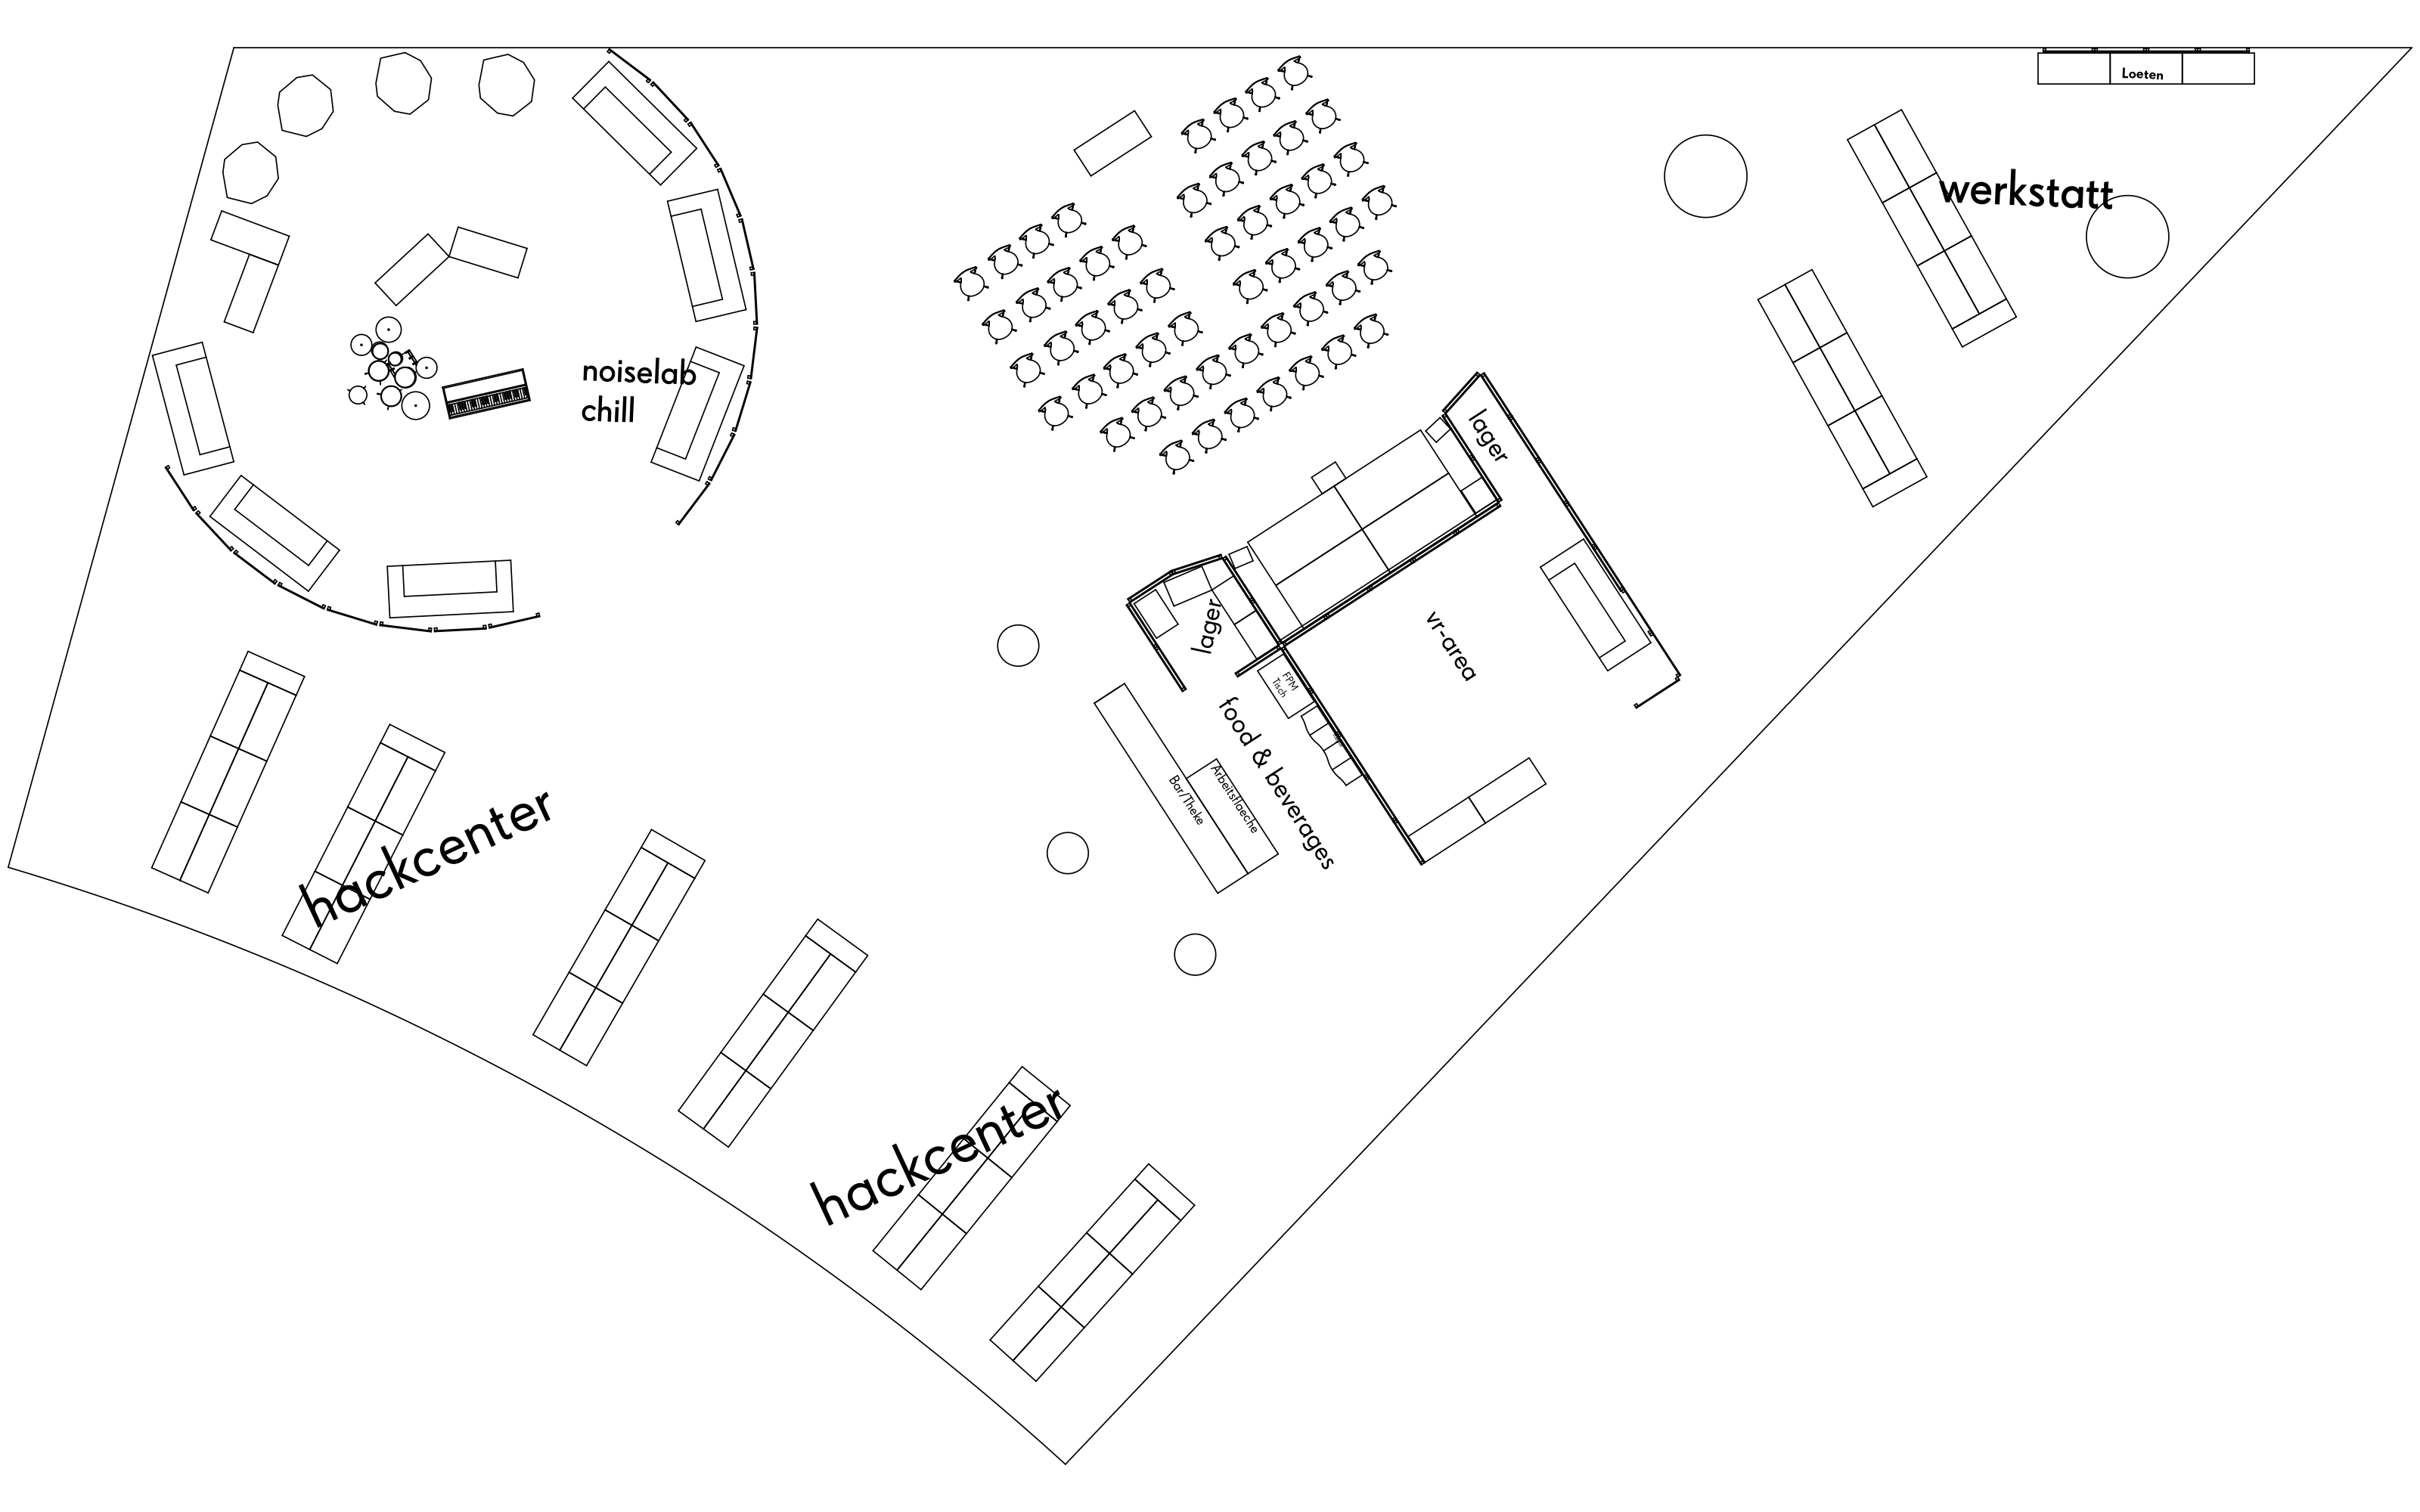 Loeten
werkstatt
noiselab
chill
lager
lager
vr-area
FPM
Tisch
food & beverages
Arbeitsflaeche
Bar/Theke
hackcenter
hackcenter